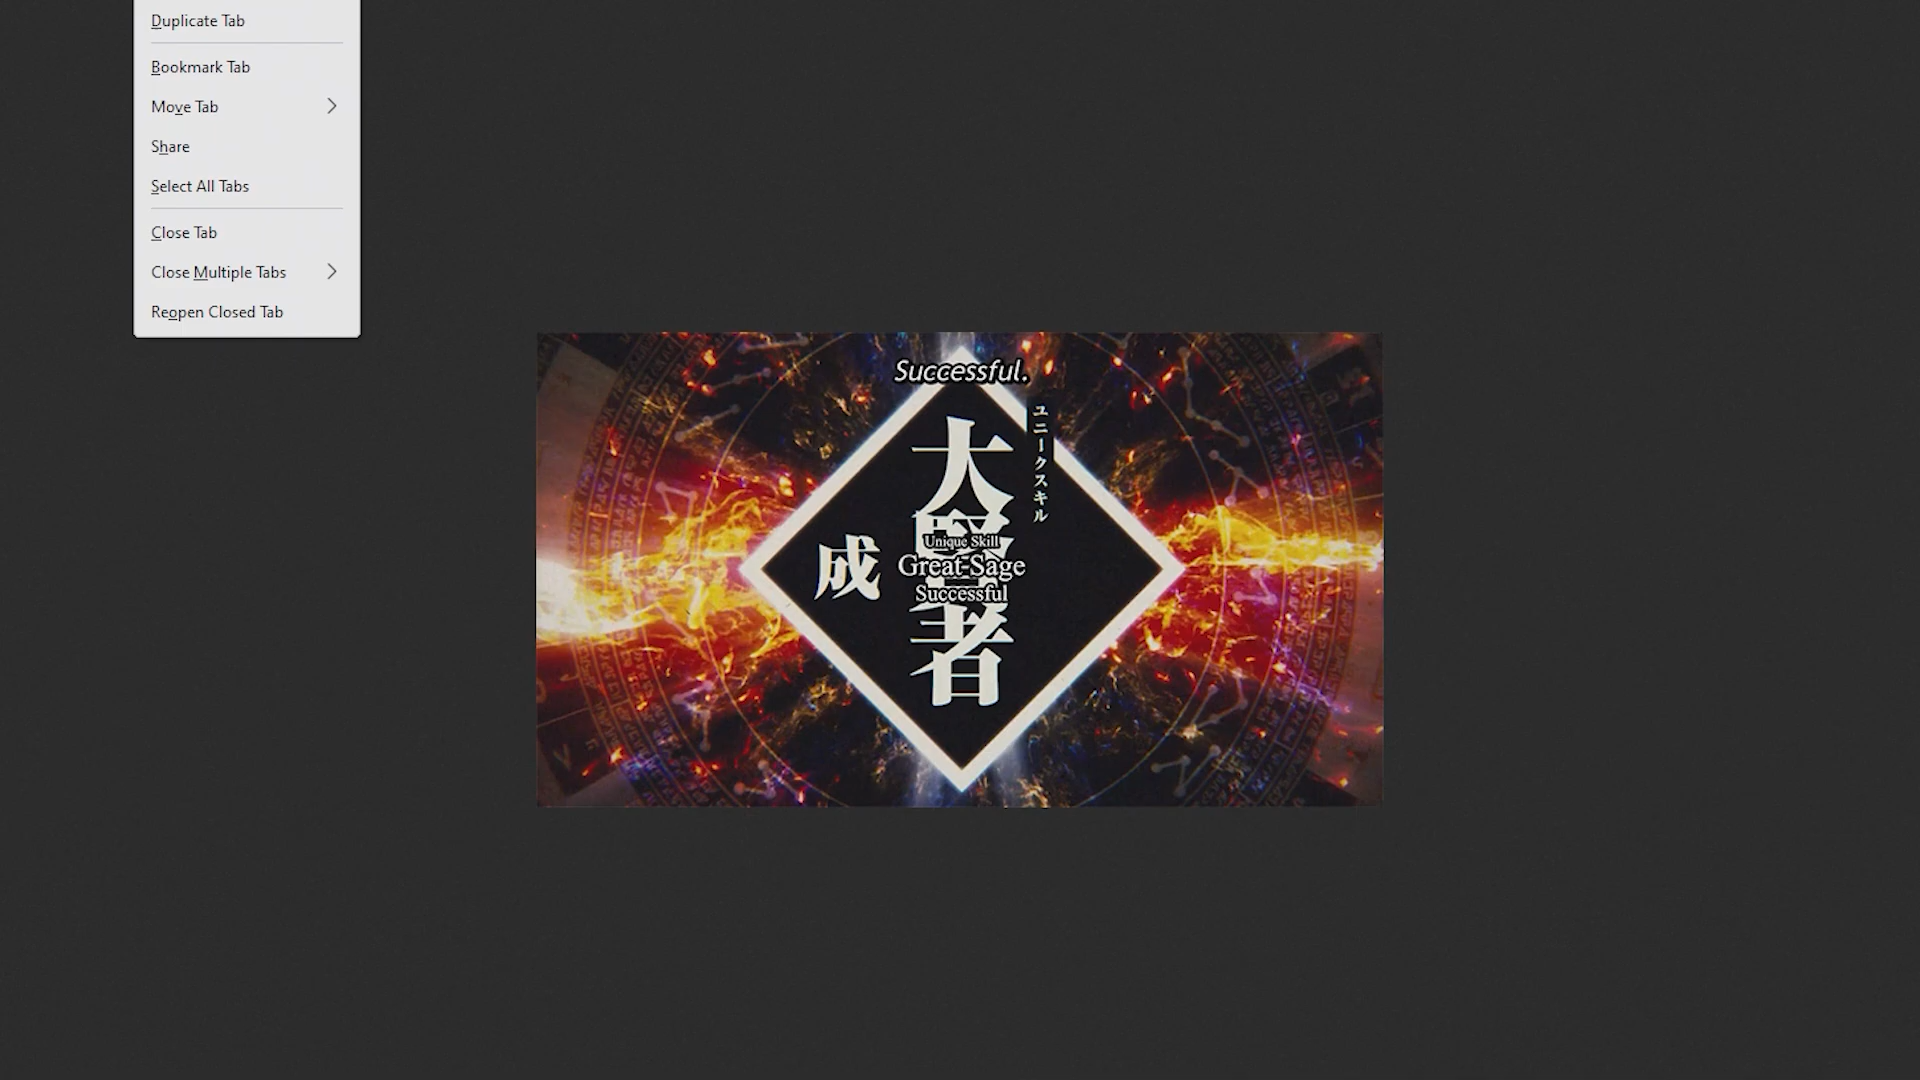 Duplicate Tab
Bookmark Tab
Move Tab
Share
Select All Tabs
Close Tab
Close Multiple Tabs
Reopen Closed Tab
Successful.
ユニークスキル
大賢者
成
Unique Skill
Great Sage
Successful